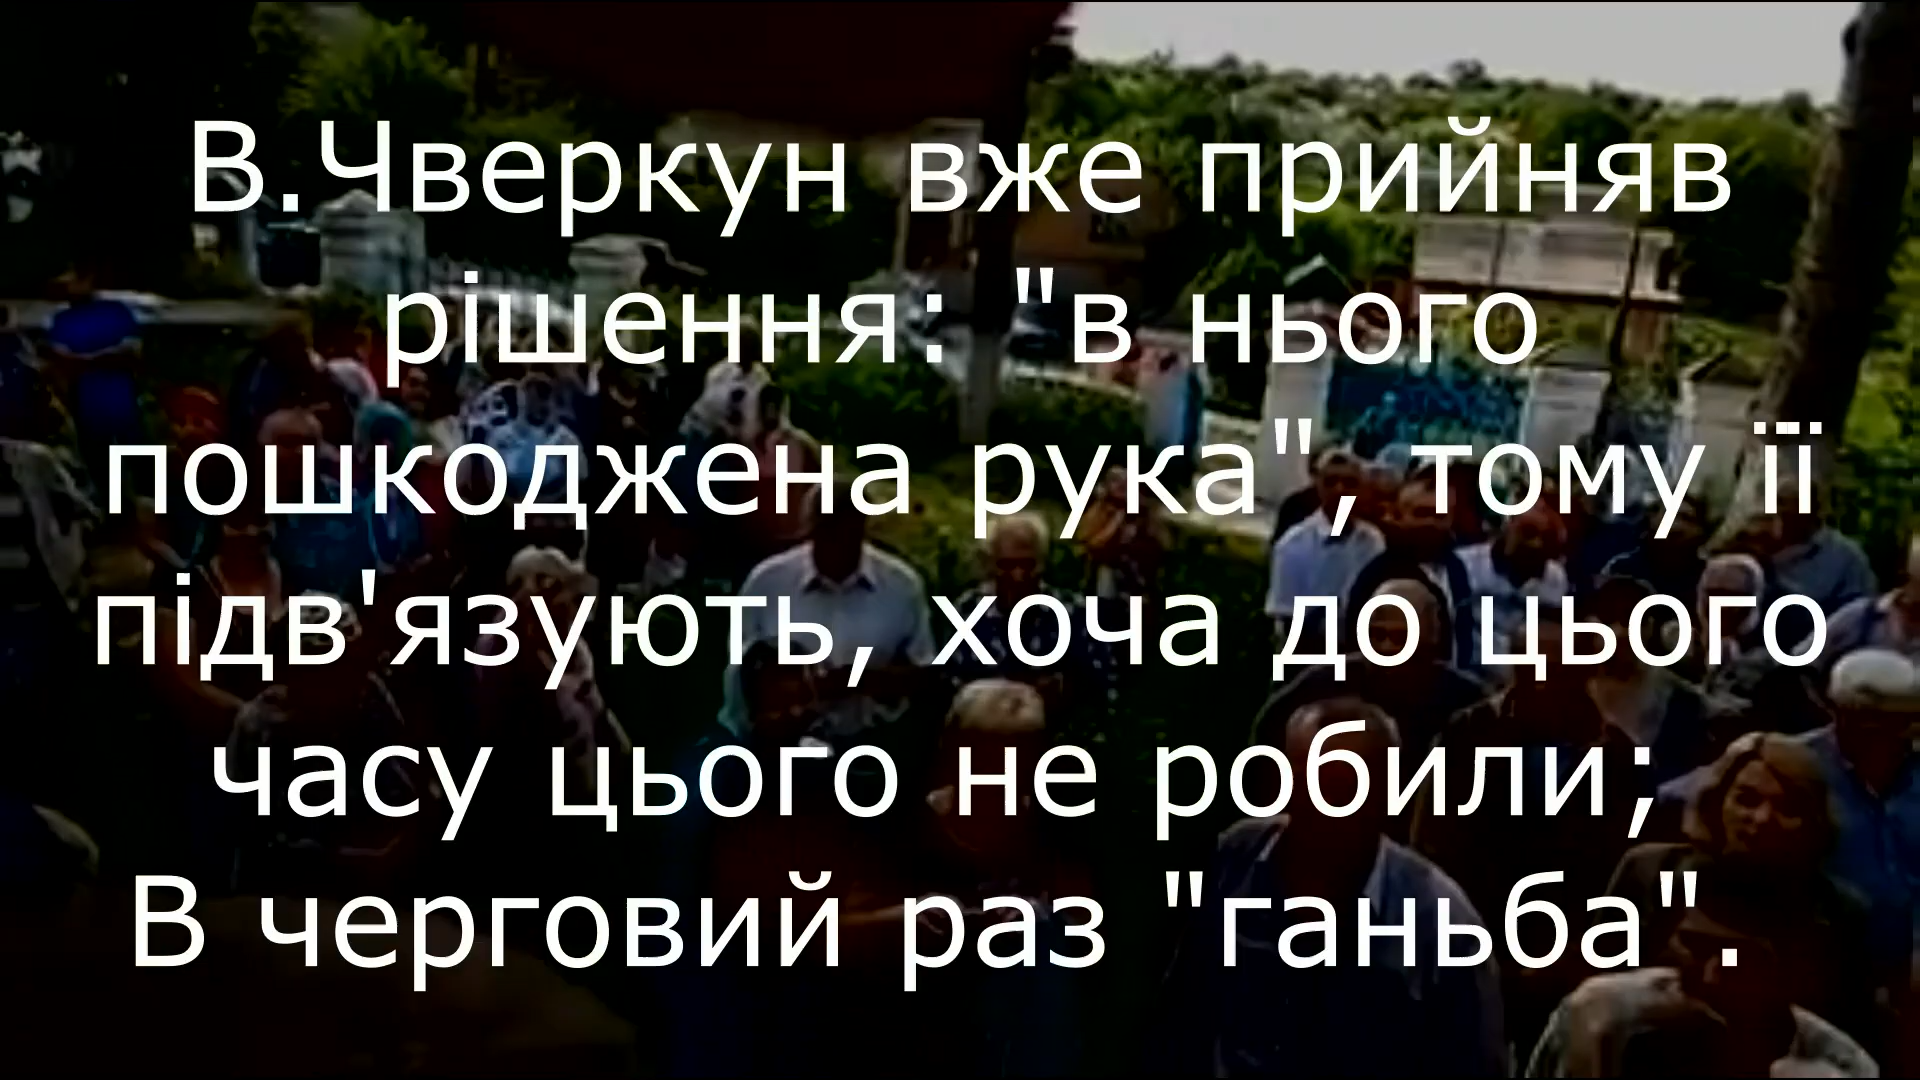 В.Чверкун вже прийняв
рішення: "в нього
пошкоджена рука", тому її
підв'язують, хоча до цього
часу цього не робили;
В черговий раз "ганьба".